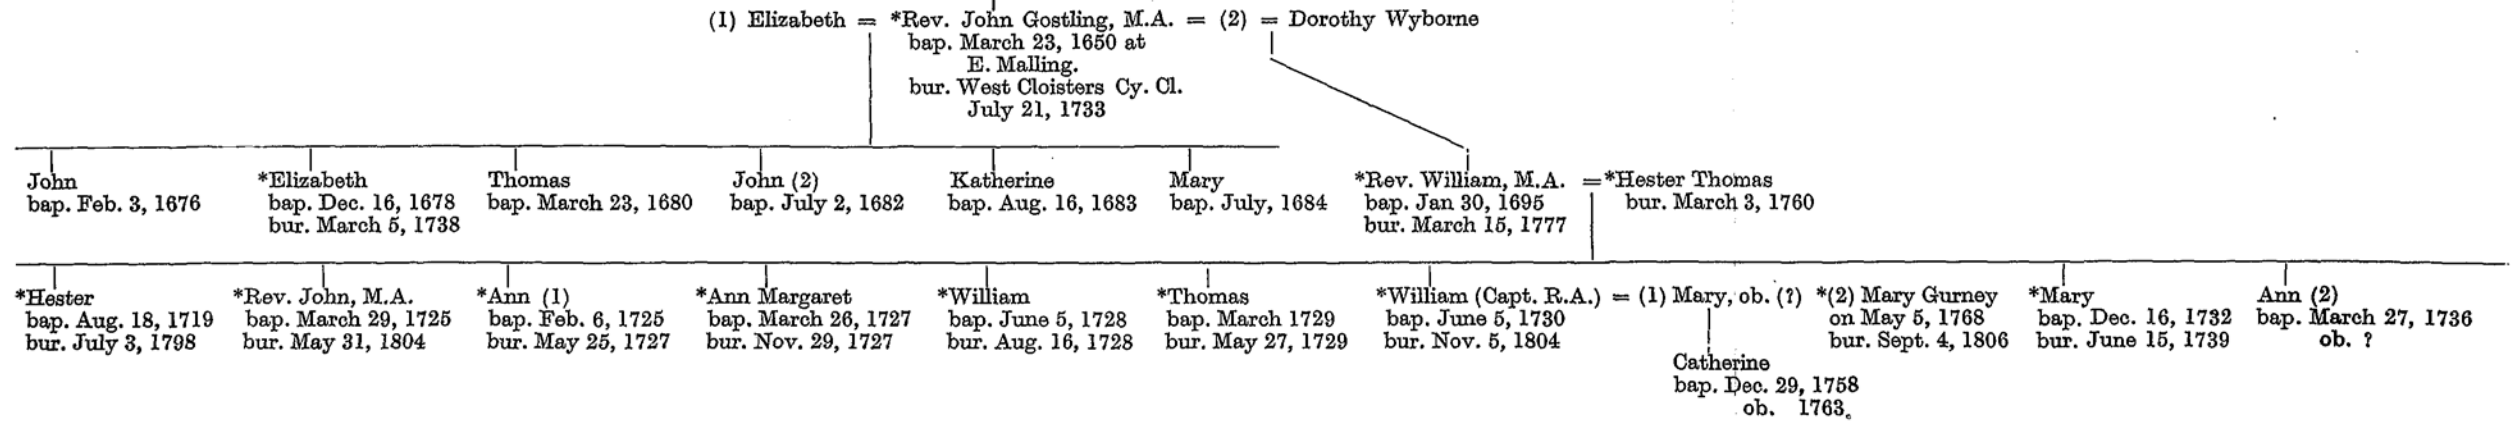 (1) Elizabeth = *Rev. John Gostling, M.A. = (2) = Dorothy Wyborne
bap. March 23, 1650 at
E. Malling.
bur. West Cloisters Cy. Cl.
July 21, 1733
John
bap. Feb. 3, 1676
*Elizabeth
bap. Dec. 16, 1678
bur. March 5, 1738
Thomas
bap. March 23, 1680
John (2)
bap. July 2, 1682
Katherine
bap. Aug. 16, 1683
Mary
bap. July, 1684
*Rev. William, M.A. = *Hester Thomas
bap. Jan 30, 1695
bur. March 15, 1777
bur. March 3, 1760
*Hester
bap. Aug. 18, 1719
bur. July 3, 1798
*Rev. John, M.A.
bap. March 29, 1725
bur. May 31, 1804
*Ann (1)
bap. Feb. 6, 1725
bur. May 25, 1727
*Ann Margaret
bap. March 26, 1727
bur. Nov. 29, 1727
*William
bap. June 5, 1728
bur. Aug. 16, 1728
*Thomas
bap. March 1729
bur. May 27, 1729
*William (Capt. R.A.) = (1) Mary, ob. (?)
bap. June 5, 1730
bur. Nov. 5, 1804
*(2) Mary Gurney
on May 5, 1768
bur. Sept. 4, 1806
*Mary
bap. Dec. 16, 1732
bur. June 15, 1739
Ann (2)
bap. March 27, 1736
ob. ?
Catherine
bap. Dec. 29, 1758
ob. 1763.